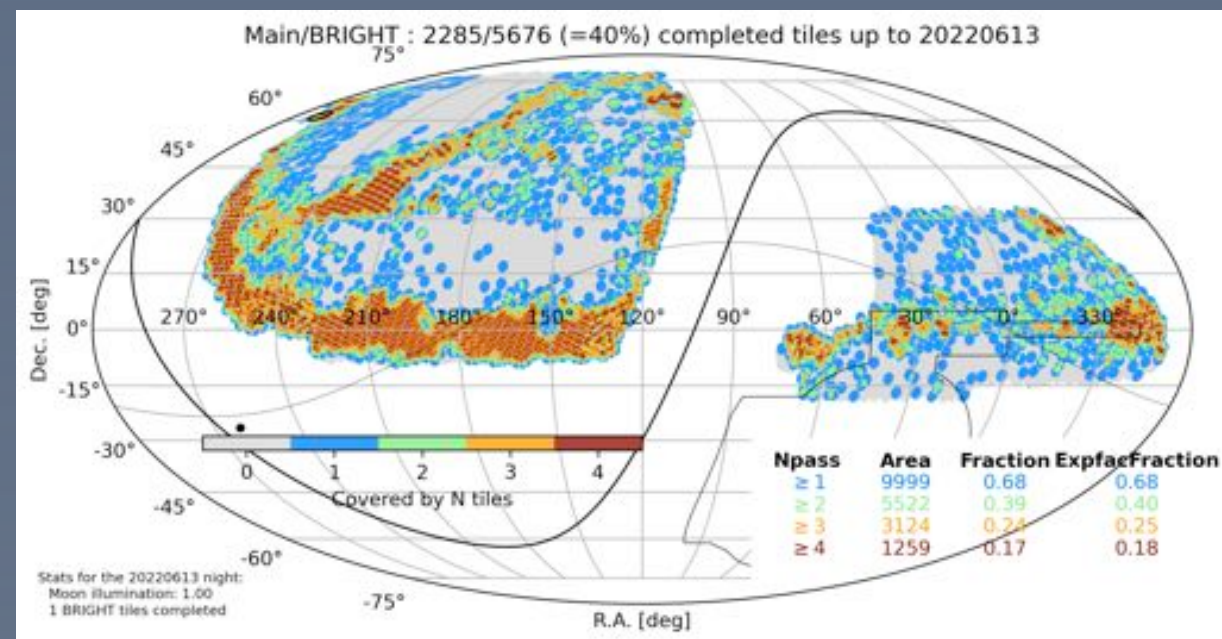 Main/BRIGHT : 2285/5676 (=40%) completed tiles up to 20220613
75°
60°
45°
30°
15°
0°
-15°
-30°
-45°
-60°
-75°
Dec. [deg]
270° 240° 210° 180° 150° 120° 90° 60° 30° 0° 330°
0 1 2 3 4
Covered by N tiles
Npass Area Fraction ExpfacFraction
≥ 1 9999 0.68 0.68
≥ 2 5522 0.39 0.40
≥ 3 3124 0.24 0.25
≥ 4 1259 0.17 0.18
Stats for the 20220613 night:
Moon illumination: 1.00
1 BRIGHT tiles completed
R.A. [deg]